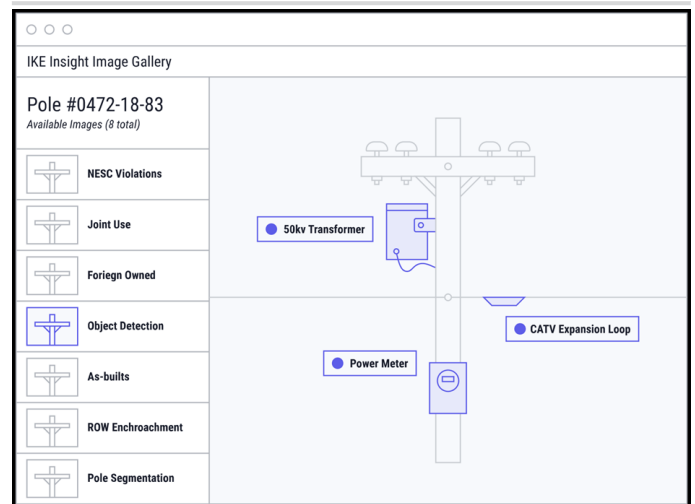 IKE Insight Image Gallery
Pole #0472-18-83
Available Images (8 total)
NESC Violations
Joint Use
Foriegn Owned
Object Detection
As-builts
ROW Enchroachment
Pole Segmentation
50kv Transformer
CATV Expansion Loop
Power Meter